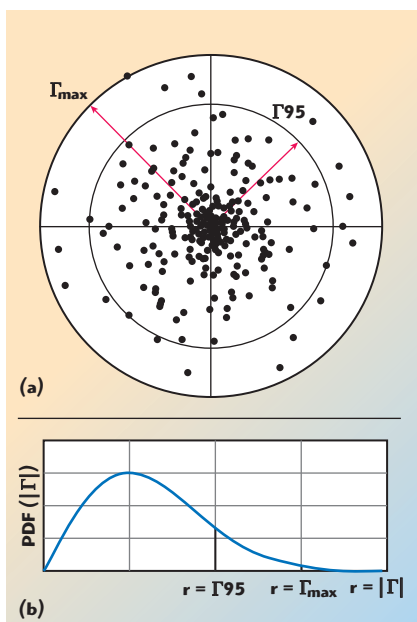 Γmax
Γ95
(a)
PDF (|Γ|)
r = Γ95 r = Γmax r = |Γ|
(b)